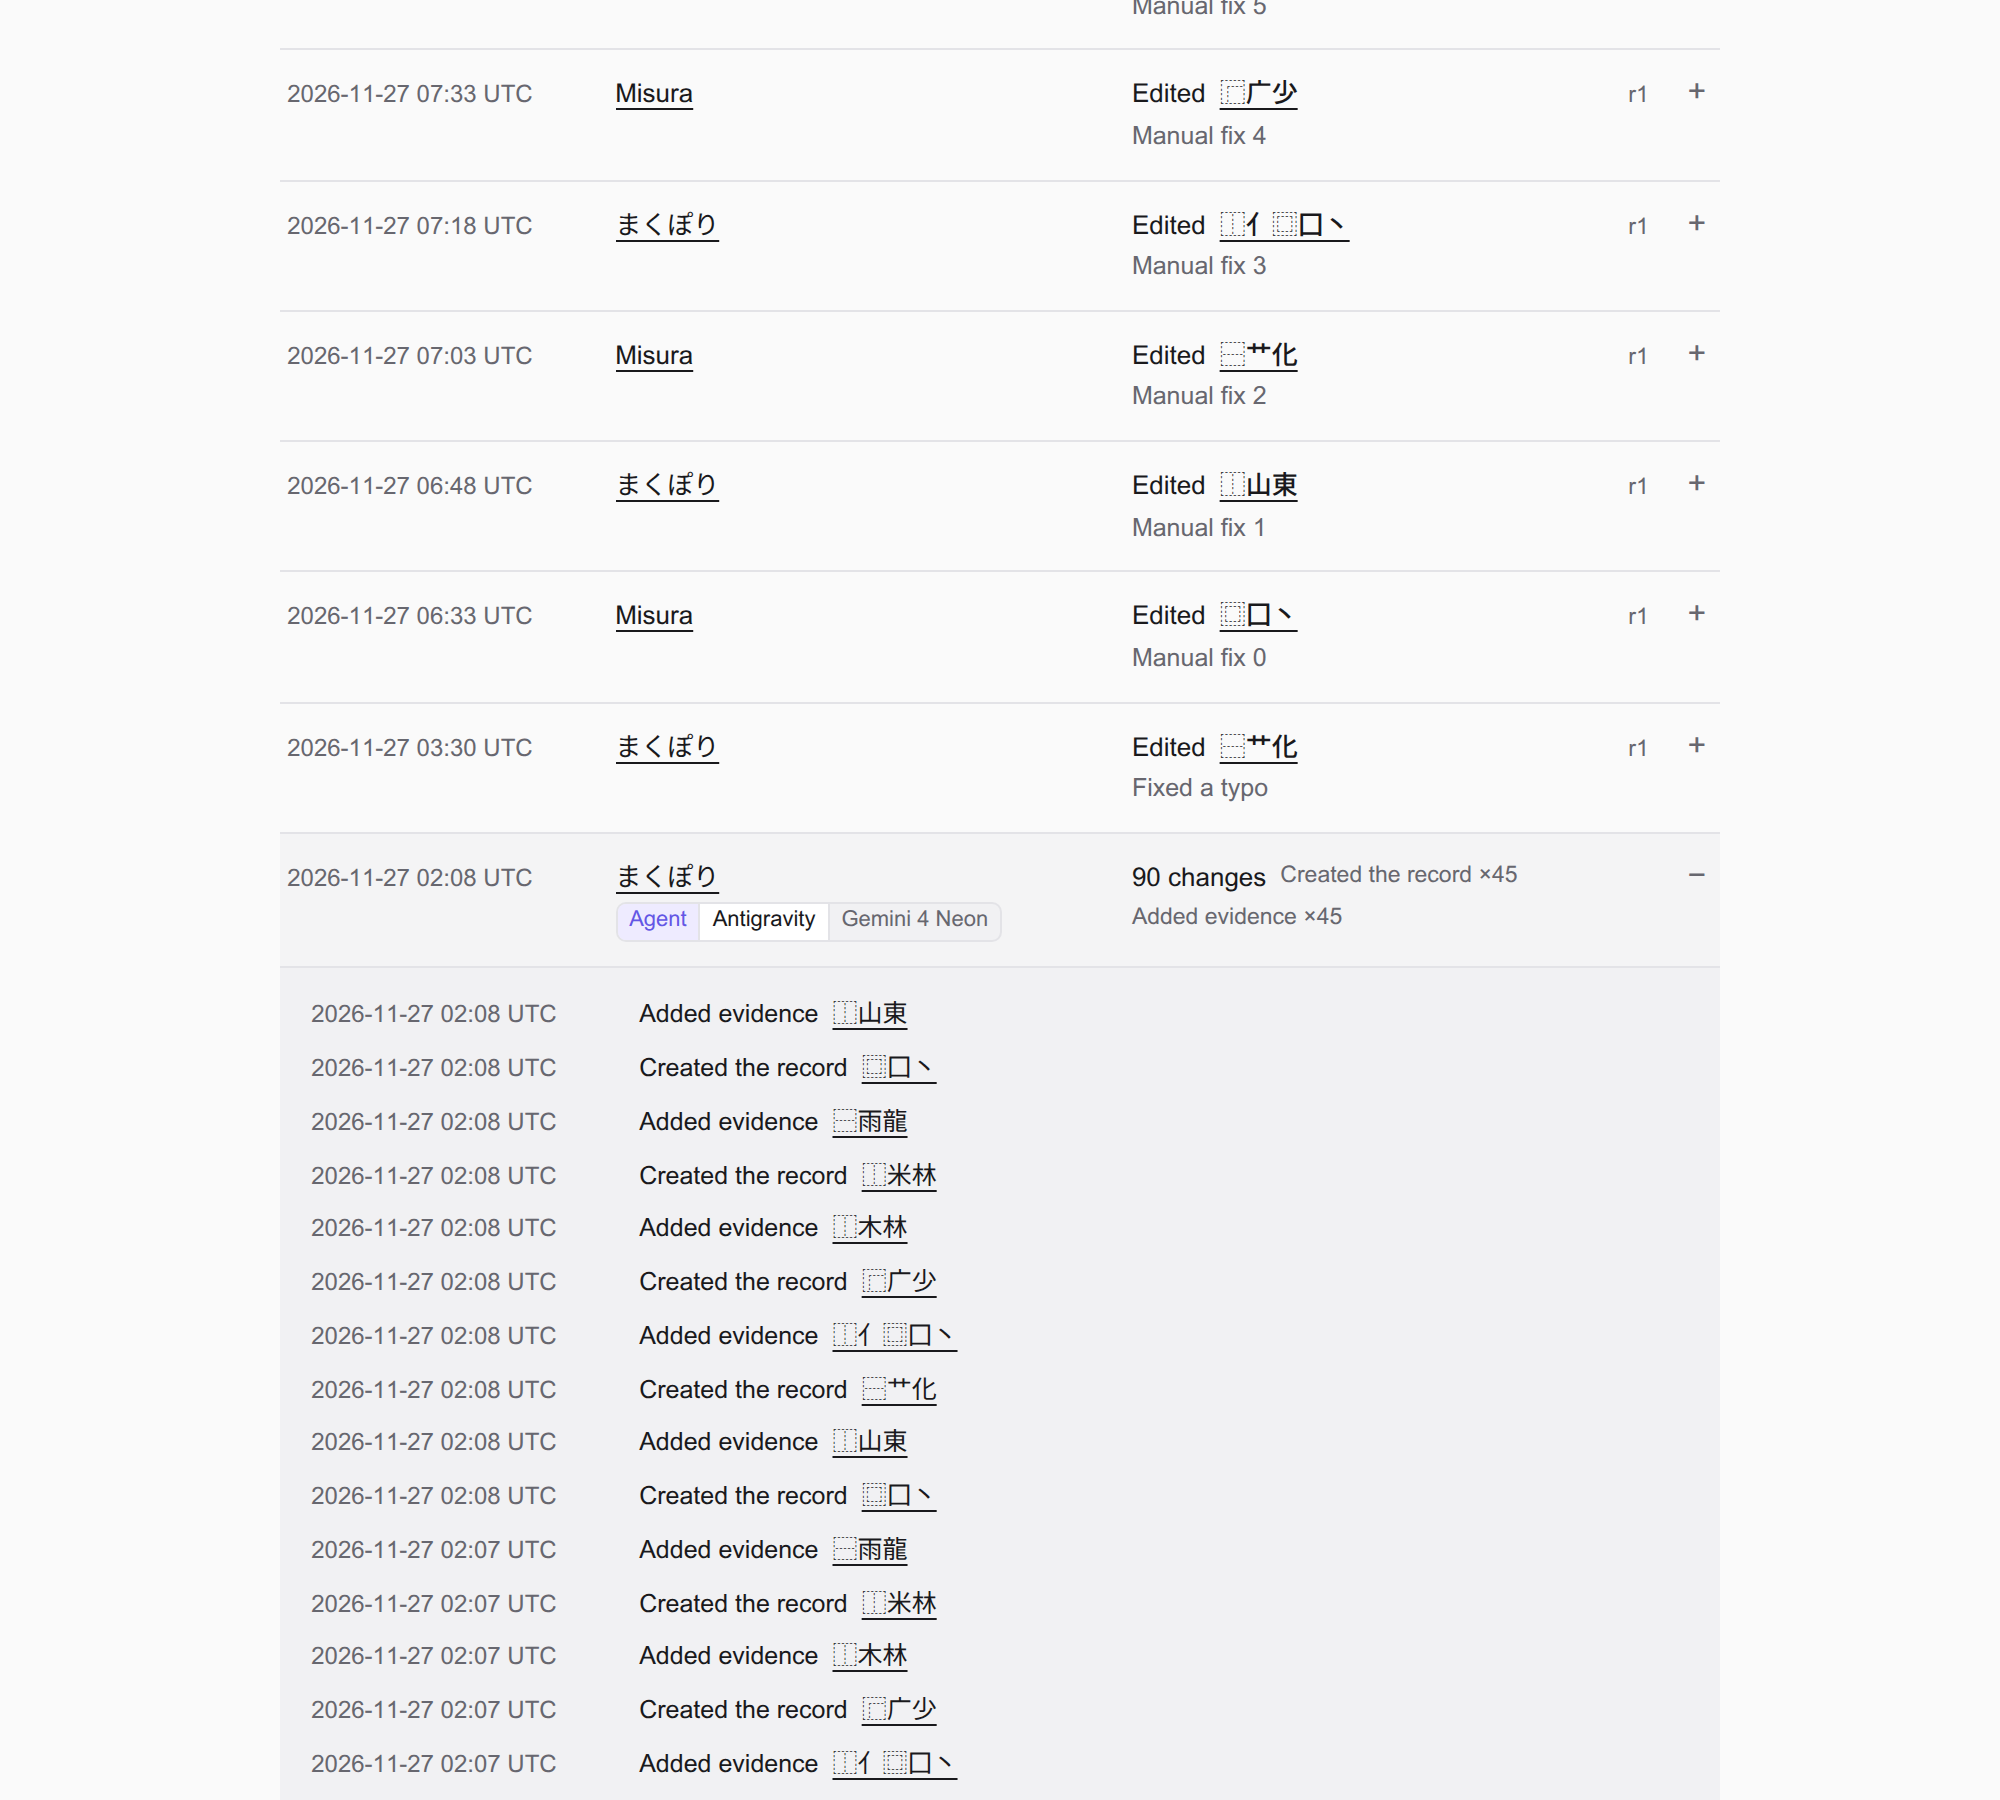 Manual fix 5
2026-11-27 07:33 UTC Misura Edited ⿸广少 r1 +
Manual fix 4
2026-11-27 07:18 UTC まくぽり Edited ⿰亻⿴囗丶 r1 +
Manual fix 3
2026-11-27 07:03 UTC Misura Edited ⿱艹化 r1 +
Manual fix 2
2026-11-27 06:48 UTC まくぽり Edited ⿰山東 r1 +
Manual fix 1
2026-11-27 06:33 UTC Misura Edited ⿴囗丶 r1 +
Manual fix 0
2026-11-27 03:30 UTC まくぽり Edited ⿱艹化 r1 +
Fixed a typo
2026-11-27 02:08 UTC まくぽり 90 changes Created the record ×45 −
Agent Antigravity Gemini 4 Neon Added evidence ×45
2026-11-27 02:08 UTC Added evidence ⿰山東
2026-11-27 02:08 UTC Created the record ⿴囗丶
2026-11-27 02:08 UTC Added evidence ⿱雨龍
2026-11-27 02:08 UTC Created the record ⿰米林
2026-11-27 02:08 UTC Added evidence ⿰木林
2026-11-27 02:08 UTC Created the record ⿸广少
2026-11-27 02:08 UTC Added evidence ⿰亻⿴囗丶
2026-11-27 02:08 UTC Created the record ⿱艹化
2026-11-27 02:08 UTC Added evidence ⿰山東
2026-11-27 02:08 UTC Created the record ⿴囗丶
2026-11-27 02:07 UTC Added evidence ⿱雨龍
2026-11-27 02:07 UTC Created the record ⿰米林
2026-11-27 02:07 UTC Added evidence ⿰木林
2026-11-27 02:07 UTC Created the record ⿸广少
2026-11-27 02:07 UTC Added evidence ⿰亻⿴囗丶